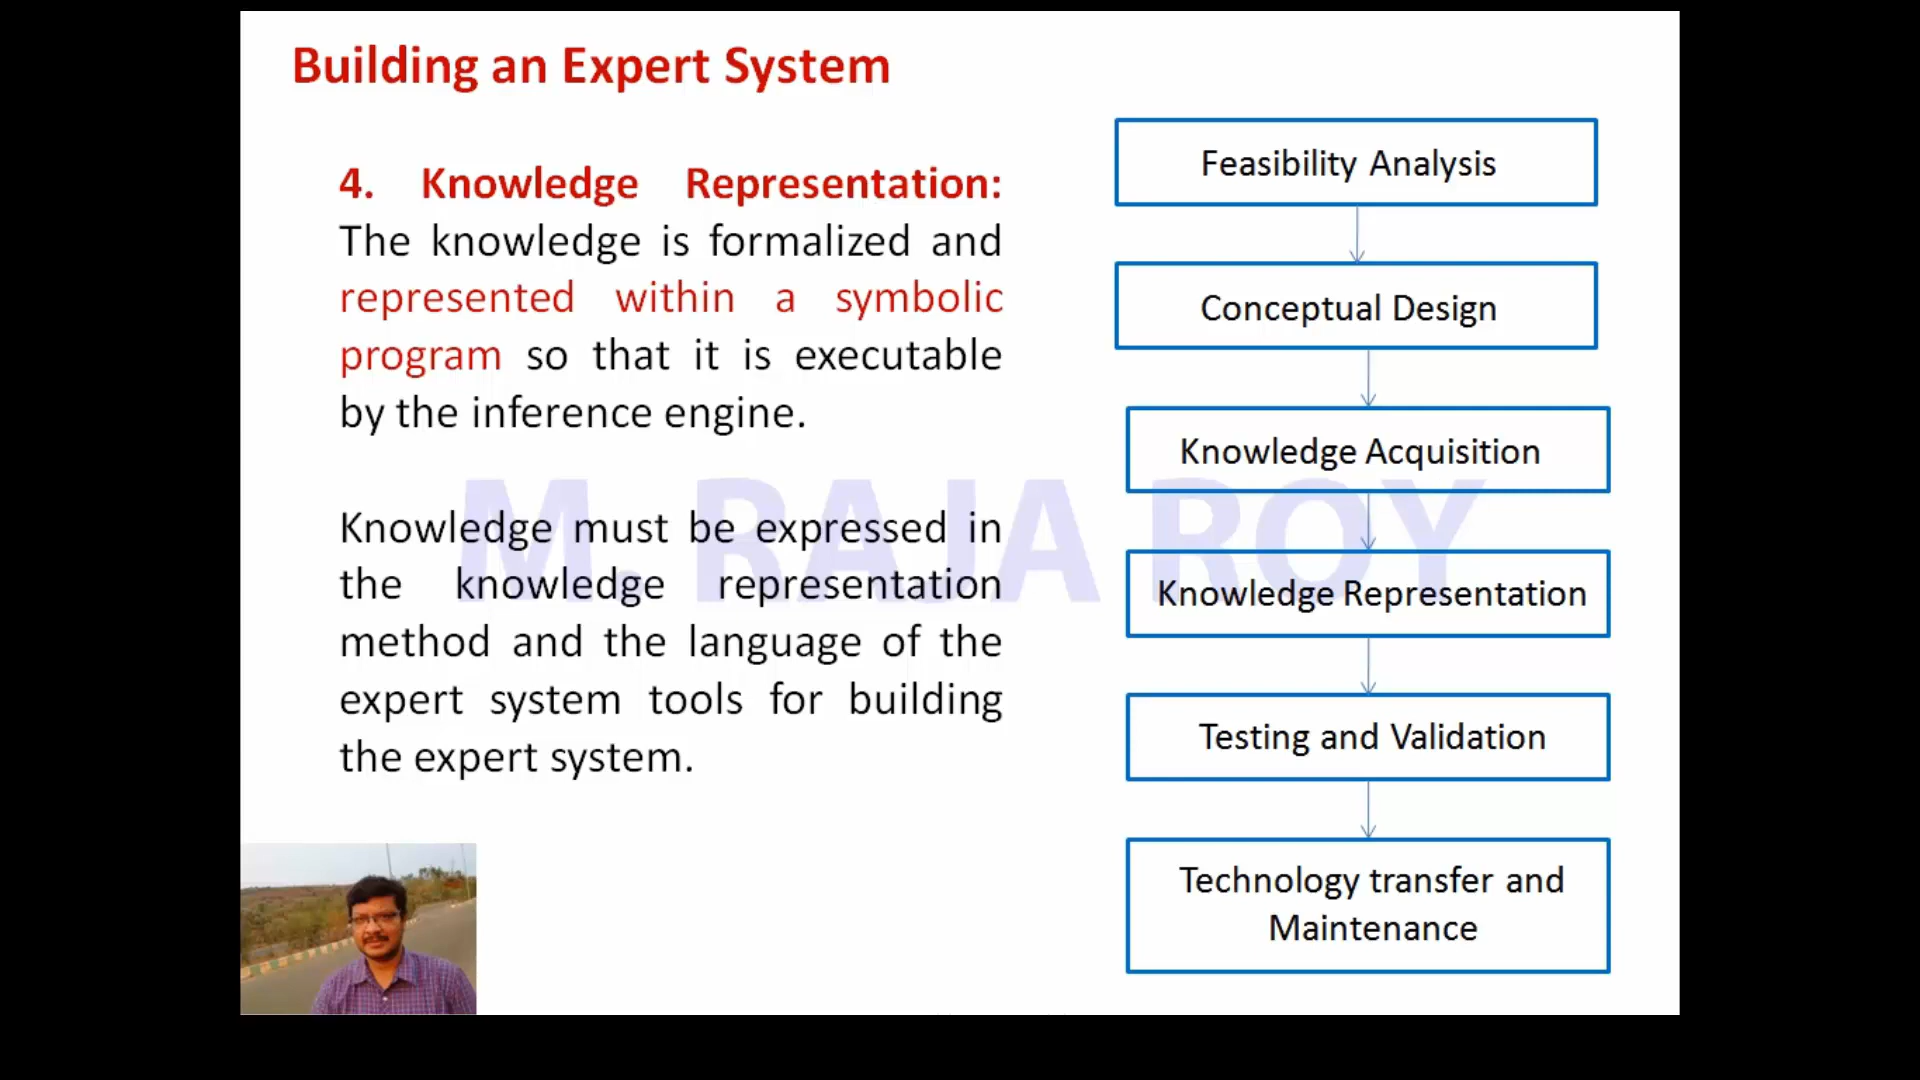 Building an Expert System
4. Knowledge Representation:
The knowledge is formalized and
represented within a symbolic
program so that it is executable
by the inference engine.
Knowledge must be expressed in
the knowledge representation
method and the language of the
expert system tools for building
the expert system.
Feasibility Analysis
Conceptual Design
Knowledge Acquisition
Knowledge Representation
Testing and Validation
Technology transfer and
Maintenance
M. RAJA ROY